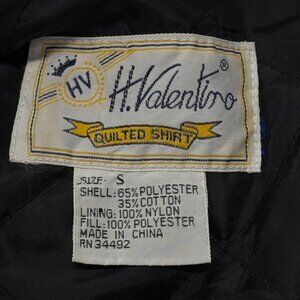 HV
H.Valentino®
QUILTED SHIRT
SIZE: S
SHELL: 65% POLYESTER
35% COTTON
LINING: 100% NYLON
FILL: 100% POLYESTER
MADE IN CHINA
RN 34492